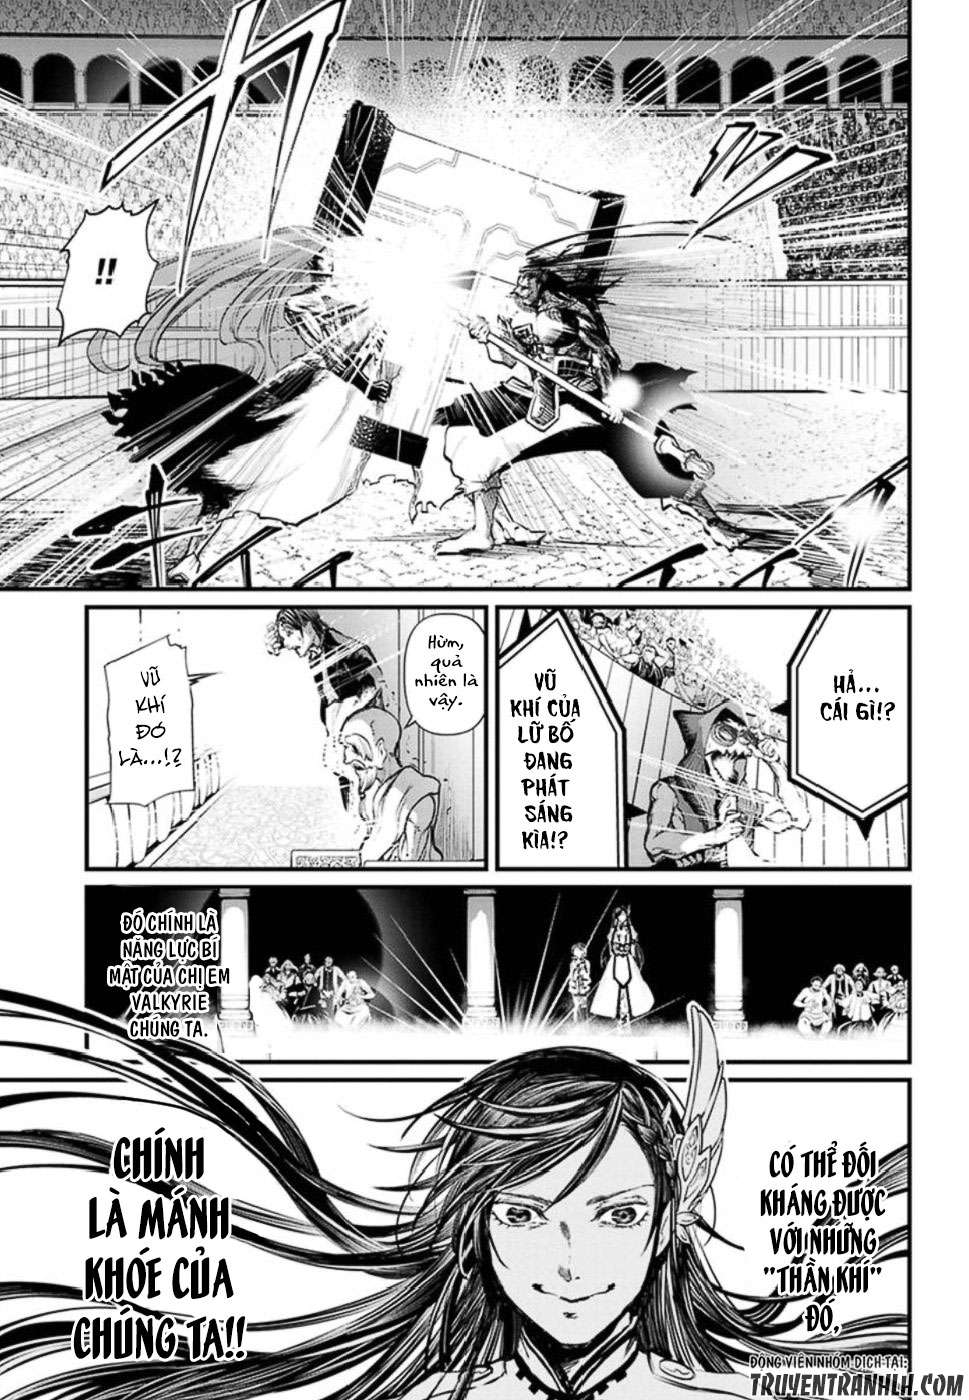 !!
HẢ...
CÁI GÌ!?
VŨ
KHÍ CỦA
LỮ BỐ
ĐANG
PHÁT
SÁNG
KÌA!?
HỪM,
QUẢ
NHIÊN LÀ
VẬY.
VŨ
KHÍ
ĐÓ
LÀ...!?
ĐÓ CHÍNH LÀ
NĂNG LỰC BÍ
MẬT CỦA CHỊ EM
VALKYRIE
CHÚNG TA.
CÓ THỂ ĐỐI
KHÁNG ĐƯỢC
VỚI NHỮNG
"THẦN KHÍ"
ĐÓ,
CHÍNH
LÀ MÁNH
KHÓE CỦA
CHÚNG TA!!
ĐỘNG VIÊN NHÓM DỊCH TẠI:
TRUYENTRANHLH.COM